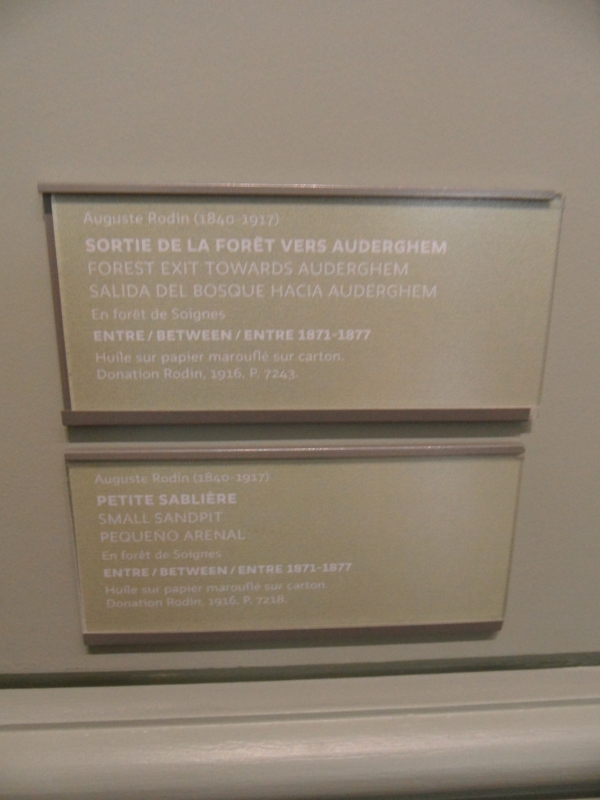 Auguste Rodin (1840-1917)
SORTIE DE LA FORÊT VERS AUDERGHEM
FOREST EXIT TOWARDS AUDERGHEM
SALIDA DEL BOSQUE HACIA AUDERGHEM
En forêt de Soignes
ENTRE / BETWEEN / ENTRE 1871-1877
Huile sur papier marouflé sur carton.
Donation Rodin, 1916, P. 7243.
Auguste Rodin (1840-1917)
PETITE SABLIÈRE
SMALL SANDPIT
PEQUEÑO ARENAL
En forêt de Soignes
ENTRE / BETWEEN / ENTRE 1871-1877
Huile sur papier marouflé sur carton.
Donation Rodin, 1916, P. 7218.